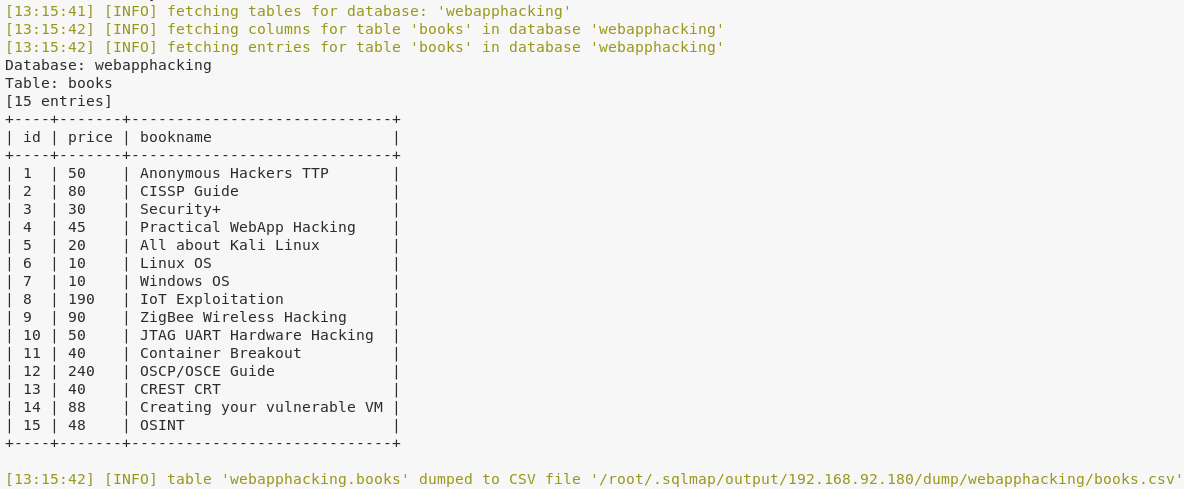 [13:15:41] [INFO] fetching tables for database: 'webapphacking'
[13:15:42] [INFO] fetching columns for table 'books' in database 'webapphacking'
[13:15:42] [INFO] fetching entries for table 'books' in database 'webapphacking'
Database: webapphacking
Table: books
[15 entries]
+----+-------+-----------------------------+
| id | price | bookname                    |
+----+-------+-----------------------------+
| 1  | 50    | Anonymous Hackers TTP       |
| 2  | 80    | CISSP Guide                 |
| 3  | 30    | Security+                   |
| 4  | 45    | Practical WebApp Hacking    |
| 5  | 20    | All about Kali Linux        |
| 6  | 10    | Linux OS                    |
| 7  | 10    | Windows OS                  |
| 8  | 190   | IoT Exploitation            |
| 9  | 90    | ZigBee Wireless Hacking     |
| 10 | 50    | JTAG UART Hardware Hacking  |
| 11 | 40    | Container Breakout          |
| 12 | 240   | OSCP/OSCE Guide             |
| 13 | 40    | CREST CRT                   |
| 14 | 88    | Creating your vulnerable VM |
| 15 | 48    | OSINT                       |
+----+-------+-----------------------------+
[13:15:42] [INFO] table 'webapphacking.books' dumped to CSV file '/root/.sqlmap/output/192.168.92.180/dump/webapphacking/books.csv'